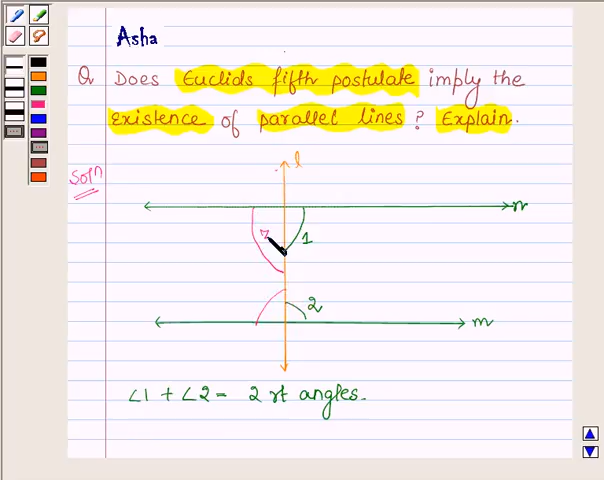 Asha
Q Does Euclids fifth postulate imply the
existence of parallel lines ? Explain.
Soln
l
n
1
2
m
∠1 + ∠2 = 2 rt angles.